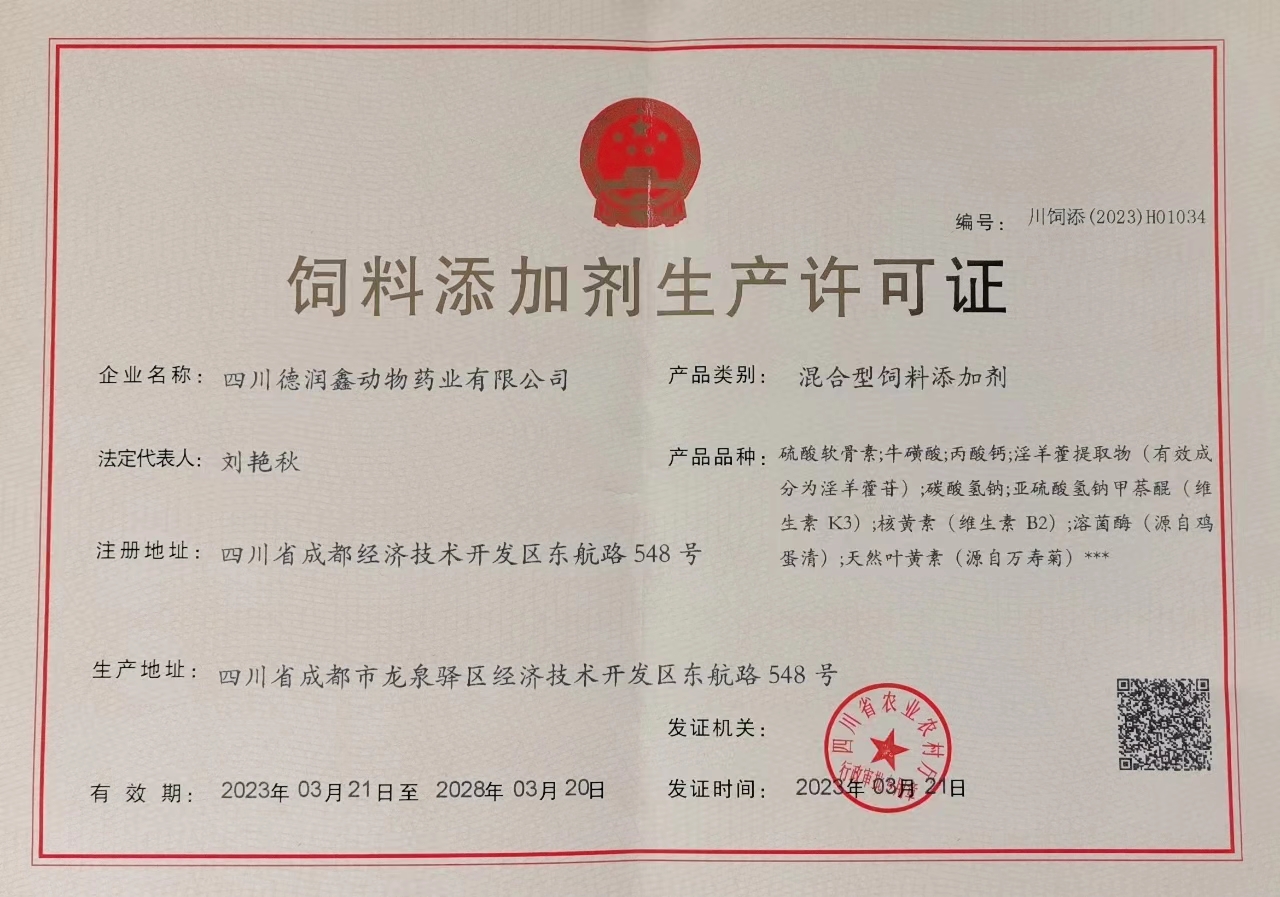 编号：川饲添(2023)H01034
饲料添加剂生产许可证
企业名称：四川德润鑫动物药业有限公司
法定代表人：刘艳秋
注册地址：四川省成都经济技术开发区东航路 548 号
生产地址：四川省成都市龙泉驿区经济技术开发区东航路 548 号
有效期：2023年 03月 21日至 2028年 03月 20日
产品类别：混合型饲料添加剂
产品品种：硫酸软骨素;牛磺酸;丙酸钙;淫羊藿提取物（有效成
分为淫羊藿苷）;碳酸氢钠;亚硫酸氢钠甲萘醌（维
生素 K3）;核黄素（维生素 B2）;溶菌酶（源自鸡
蛋清）;天然叶黄素（源自万寿菊）***
发证机关：
四川省农业农村厅
行政审批专用章
发证时间：2023年 03月 21日